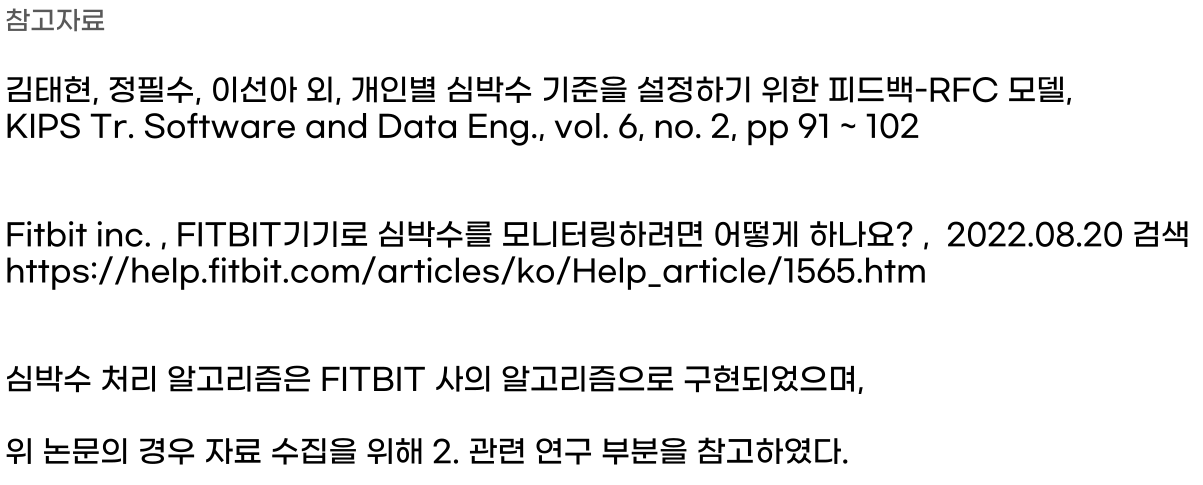 참고자료
김태현, 정필수, 이선아 외, 개인별 심박수 기준을 설정하기 위한 피드백-RFC 모델,
KIPS Tr. Software and Data Eng., vol. 6, no. 2, pp 91 ~ 102
Fitbit inc. , FITBIT기기로 심박수를 모니터링하려면 어떻게 하나요? , 2022.08.20 검색
https://help.fitbit.com/articles/ko/Help_article/1565.htm
심박수 처리 알고리즘은 FITBIT 사의 알고리즘으로 구현되었으며,
위 논문의 경우 자료 수집을 위해 2. 관련 연구 부분을 참고하였다.